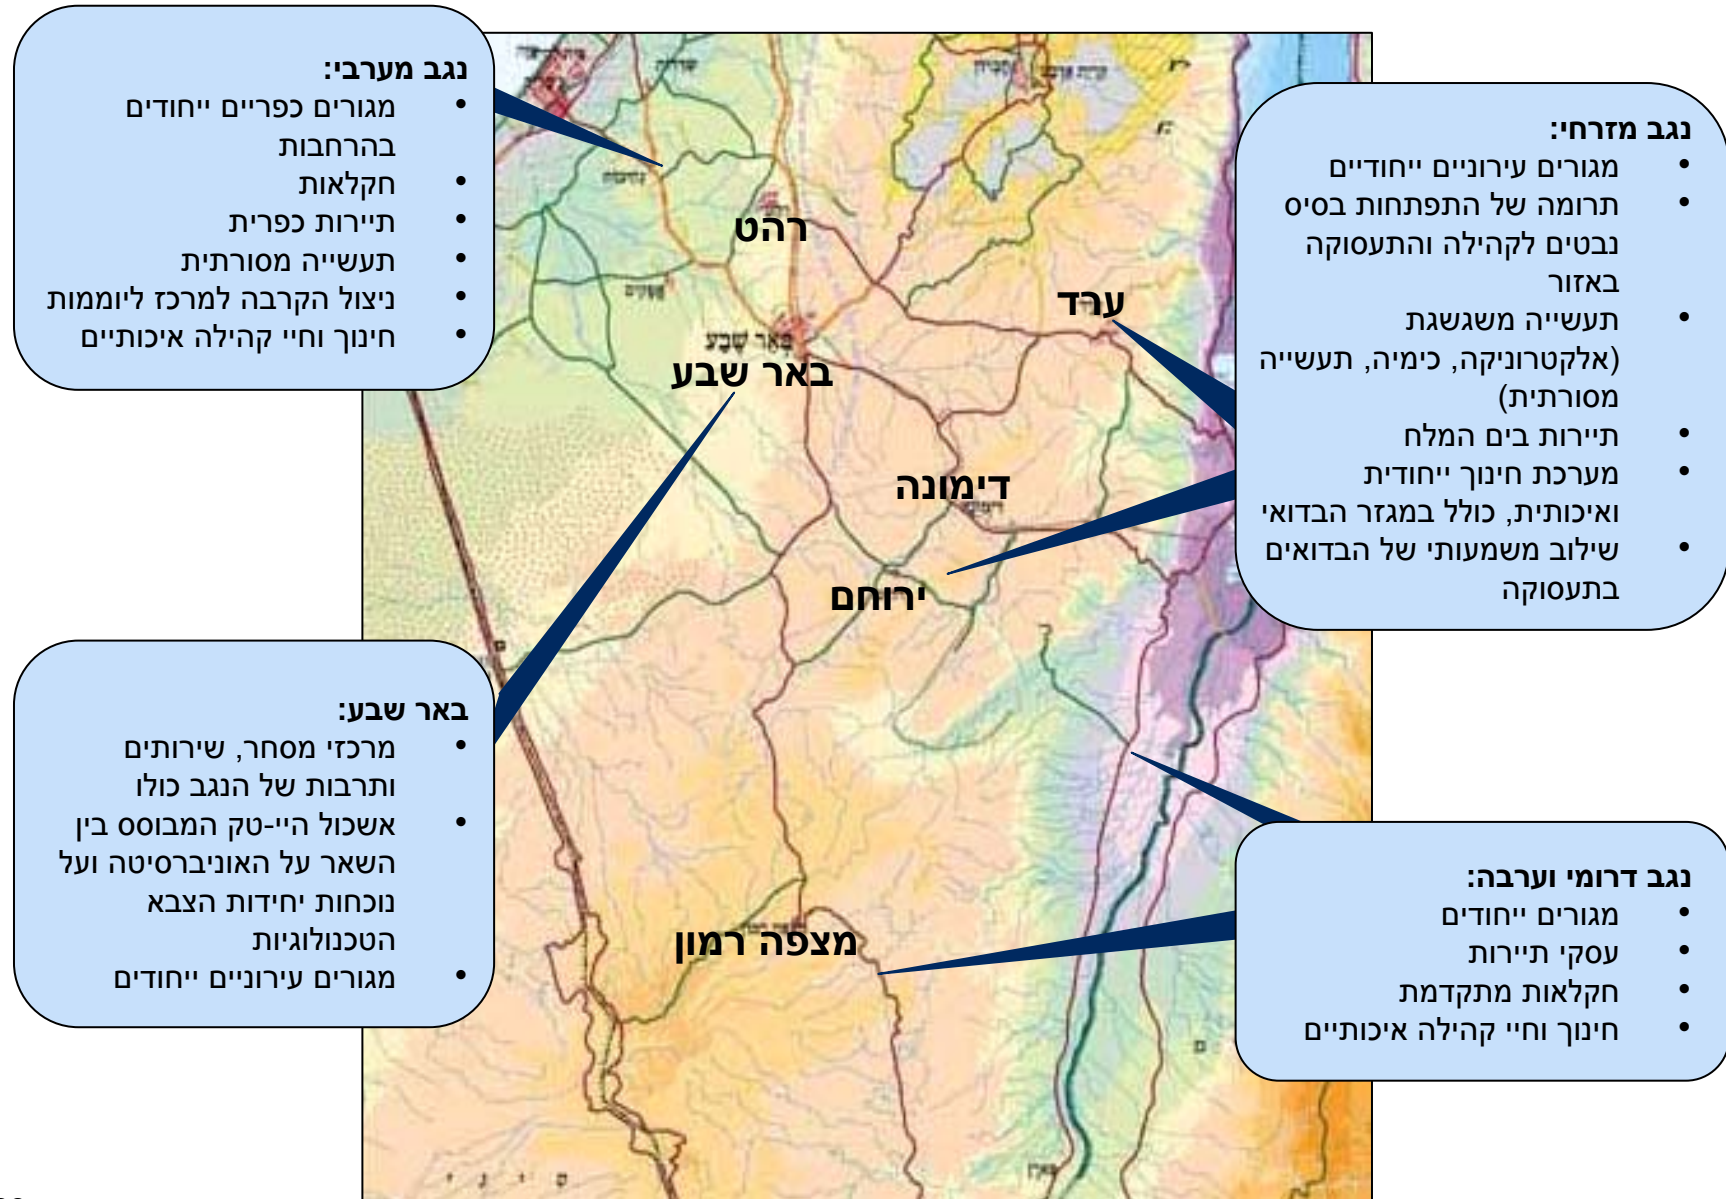 נגב מערבי:
• מגורים כפריים ייחודים
בהרחבות
• חקלאות
• תיירות כפרית
• תעשייה מסורתית
• ניצול הקרבה למרכז ליוממות
• חינוך וחיי קהילה איכותיים
נגב מזרחי:
• מגורים עירוניים ייחודיים
• תרומה של התפתחות בסיס
נבטים לקהילה והתעסוקה
באזור
• תעשייה משגשגת
(אלקטרוניקה, כימיה, תעשייה
מסורתית)
• תיירות בים המלח
• מערכת חינוך ייחודית
ואיכותית, כולל במגזר הבדואי
• שילוב משמעותי של הבדואים
בתעסוקה
רהט
ערד
באר שבע
באר שבע
דימונה
ירוחם
מצפה רמון
באר שבע:
• מרכזי מסחר, שירותים
ותרבות של הנגב כולו
• אשכול היי-טק המבוסס בין
השאר על האוניברסיטה ועל
נוכחות יחידות הצבא
הטכנולוגיות
• מגורים עירוניים ייחודים
נגב דרומי וערבה:
• מגורים ייחודים
• עסקי תיירות
• חקלאות מתקדמת
• חינוך וחיי קהילה איכותיים